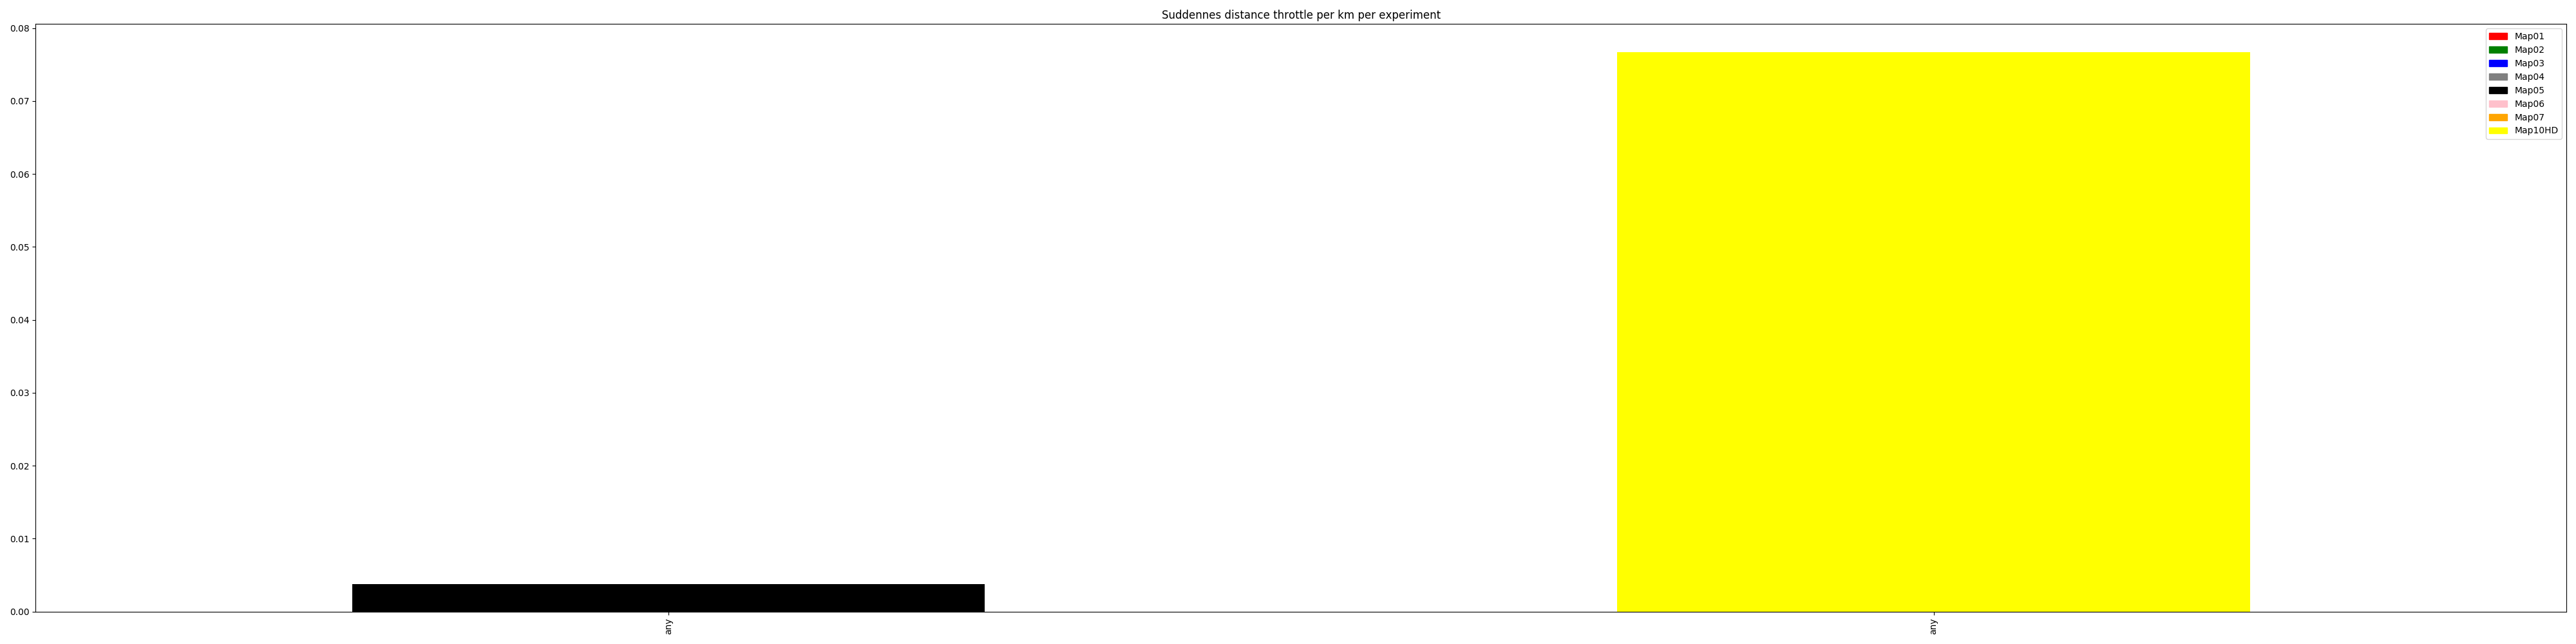 Suddennes distance throttle per km per experiment
0.08
0.07
0.06
0.05
0.04
0.03
0.02
0.01
0.00
any
any
Map01
Map02
Map03
Map04
Map05
Map06
Map07
Map10HD